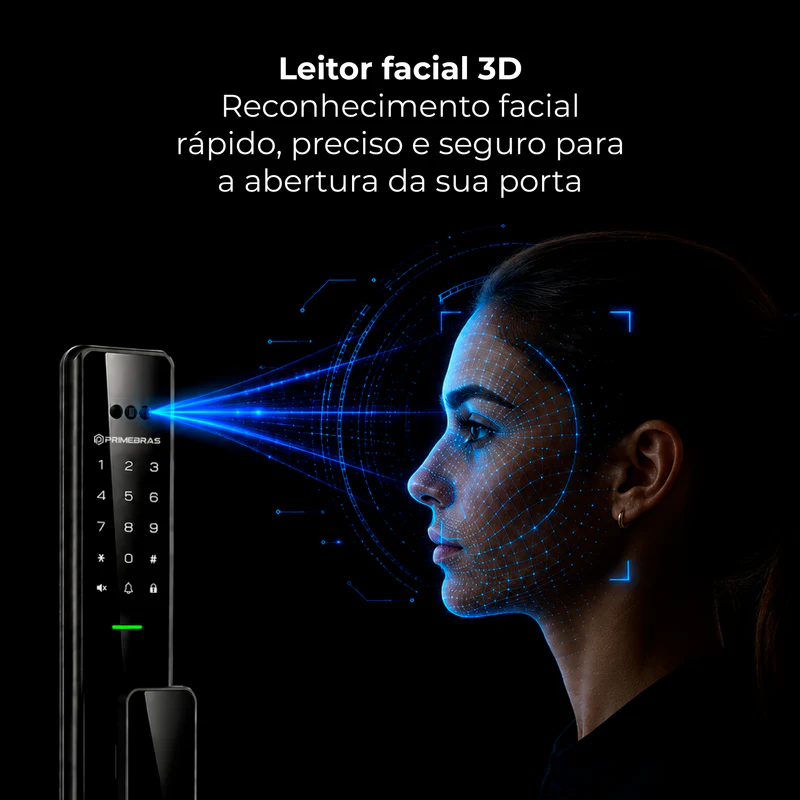 Leitor facial 3D
Reconhecimento facial
rápido, preciso e seguro para
a abertura da sua porta
PRIMEBRAS
1 2 3
4 5 6
7 8 9
* 0 #